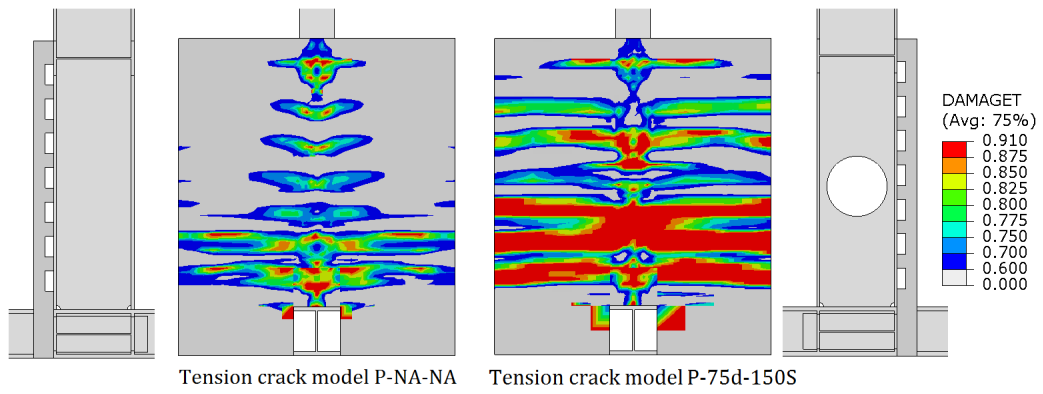 DAMAGET
(Avg: 75%)
0.910
0.875
0.850
0.825
0.800
0.775
0.750
0.700
0.600
0.000
Tension crack model P-NA-NA
Tension crack model P-75d-150S